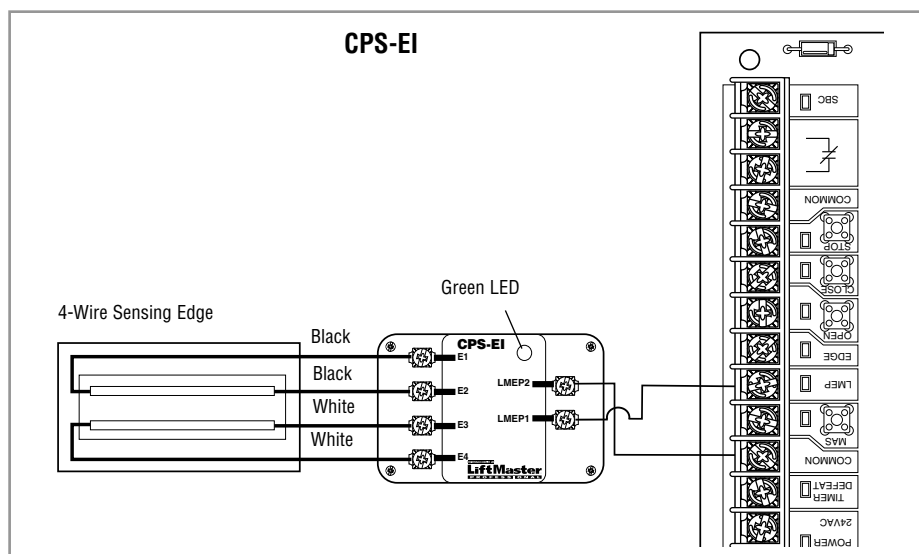 CPS-EI
4-Wire Sensing Edge
Black
Black
White
White
Green LED
CPS-EI
E1
E2
E3
E4
LMEP2
LMEP1
LiftMaster
PROFESSIONAL
SBC
COMMON
STOP
CLOSE
OPEN
EDGE
LMEP
MAS
COMMON
TIMER
DEFEAT
24VAC
POWER